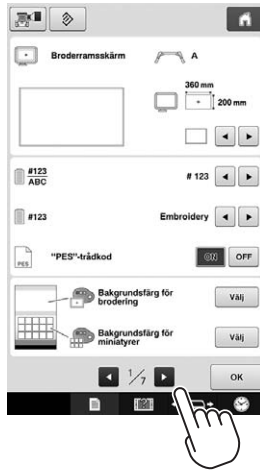 Broderramsskärm
A
360 mm
200 mm
#123
ABC
# 123
#123
Embroidery
PES
"PES"-trådkod
ON
OFF
Bakgrundsfärg för
brodering
Välj
Bakgrundsfärg för
miniatyrer
Välj
1/7
OK